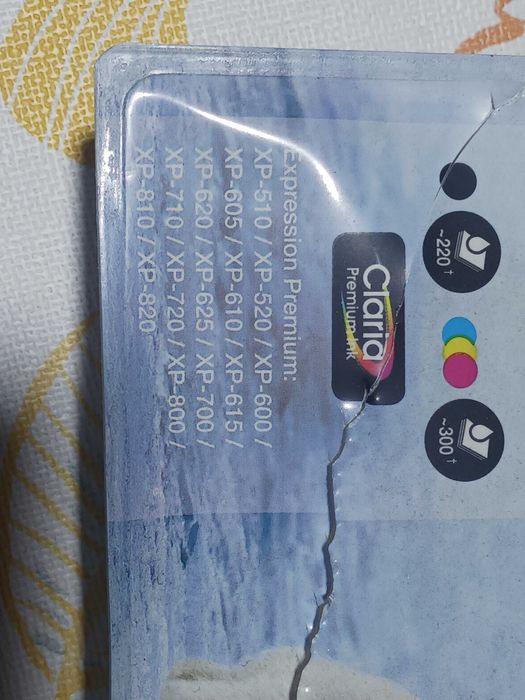 ~220†
~300†
Claria
Premium Ink
Expression Premium:
XP-510 / XP-520 / XP-600 /
XP-605 / XP-610 / XP-615 /
XP-620 / XP-625 / XP-700 /
XP-710 / XP-720 / XP-800 /
XP-810 / XP-820